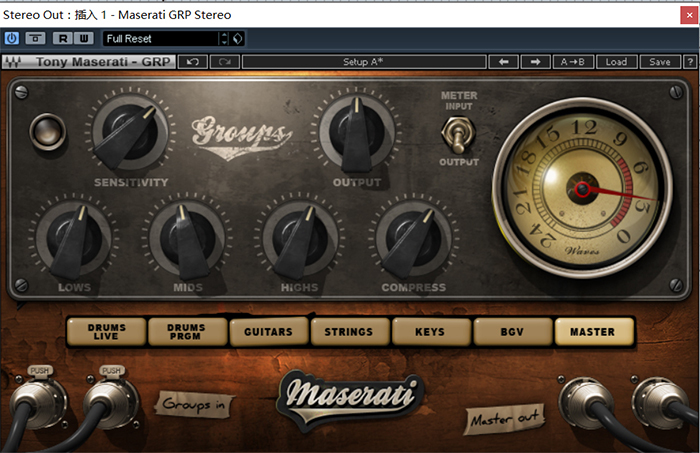 Stereo Out：插入 1 - Maserati GRP Stereo
R W Full Reset
Tony Maserati - GRP Setup A* A→B Load Save ?
METER
INPUT
Groups
SENSITIVITY OUTPUT OUTPUT
LOWS MIDS HIGHS COMPRESS
24 21 18 15 12 9 6 3 0
Waves
DRUMS LIVE
DRUMS PRGM
GUITARS
STRINGS
KEYS
BGV
MASTER
PUSH PUSH
Groups in
Maserati
Master out